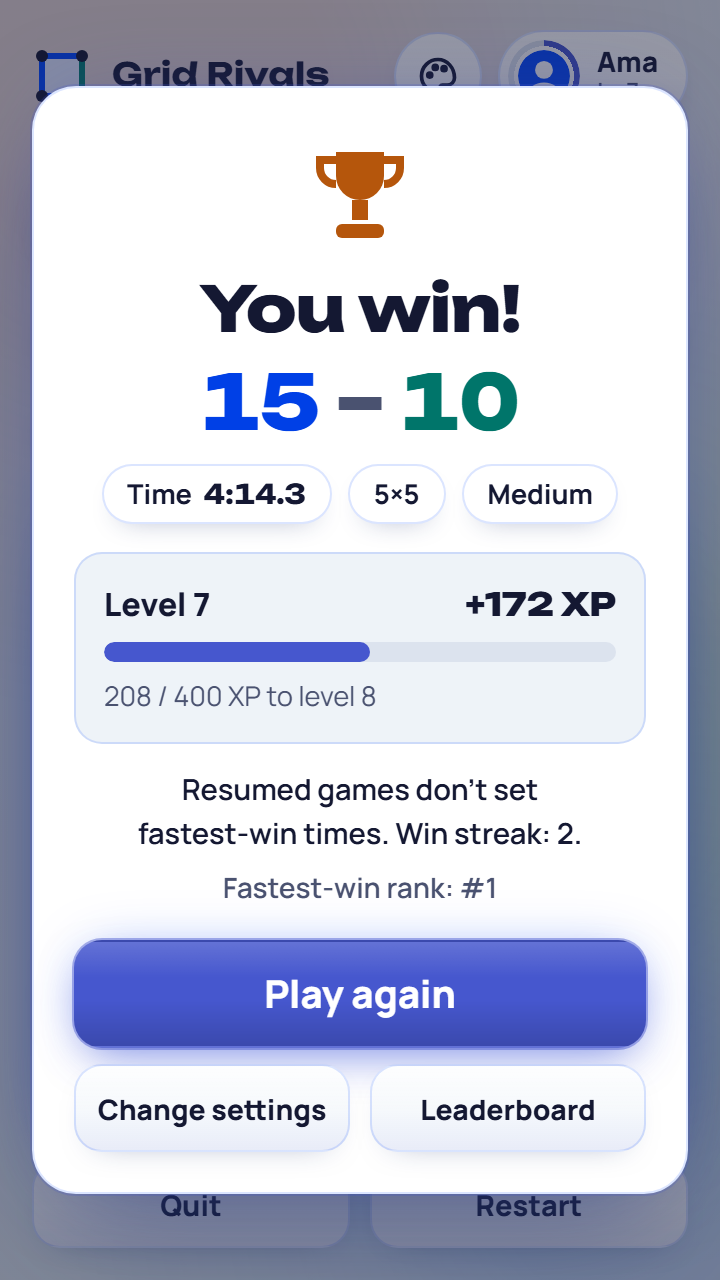 Grid Rivals
Ama
You win!
15 – 10
Time 4:14.3
5×5
Medium
Level 7
+172 XP
208 / 400 XP to level 8
Resumed games don’t set
fastest-win times. Win streak: 2.
Fastest-win rank: #1
Play again
Change settings
Leaderboard
Quit
Restart